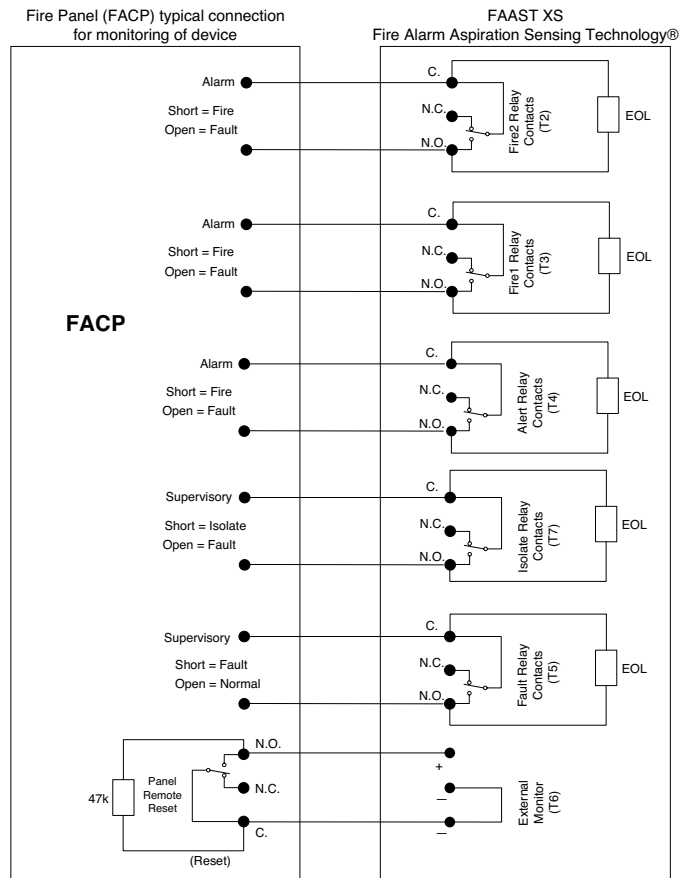 Fire Panel (FACP) typical connection
for monitoring of device
FAAST XS
Fire Alarm Aspiration Sensing Technology®
Alarm
Short = Fire
Open = Fault
C.
N.C.
N.O.
Fire2 Relay
Contacts
(T2)
EOL
Alarm
Short = Fire
Open = Fault
C.
N.C.
N.O.
Fire1 Relay
Contacts
(T3)
EOL
FACP
Alarm
Short = Fire
Open = Fault
C.
N.C.
N.O.
Alert Relay
Contacts
(T4)
EOL
Supervisory
Short = Isolate
Open = Fault
C.
N.C.
N.O.
Isolate Relay
Contacts
(T7)
EOL
Supervisory
Short = Fault
Open = Normal
C.
N.C.
N.O.
Fault Relay
Contacts
(T5)
EOL
47k
Panel
Remote
Reset
N.O.
N.C.
C.
(Reset)
+
—
—
External
Monitor
(T6)